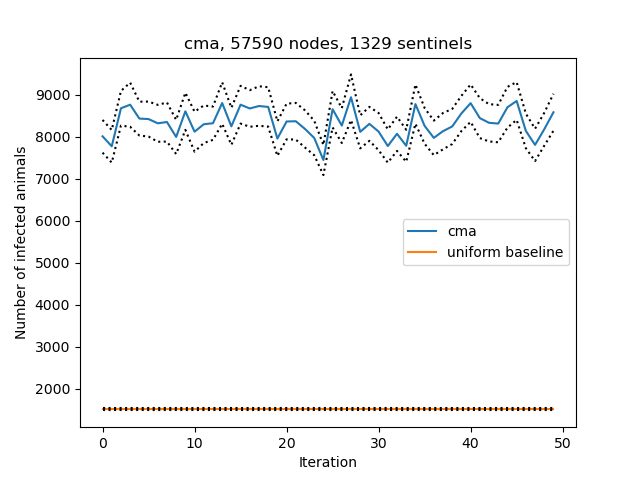 cma, 57590 nodes, 1329 sentinels
Number of infected animals
9000
8000
7000
6000
5000
4000
3000
2000
cma
uniform baseline
0 10 20 30 40 50
Iteration